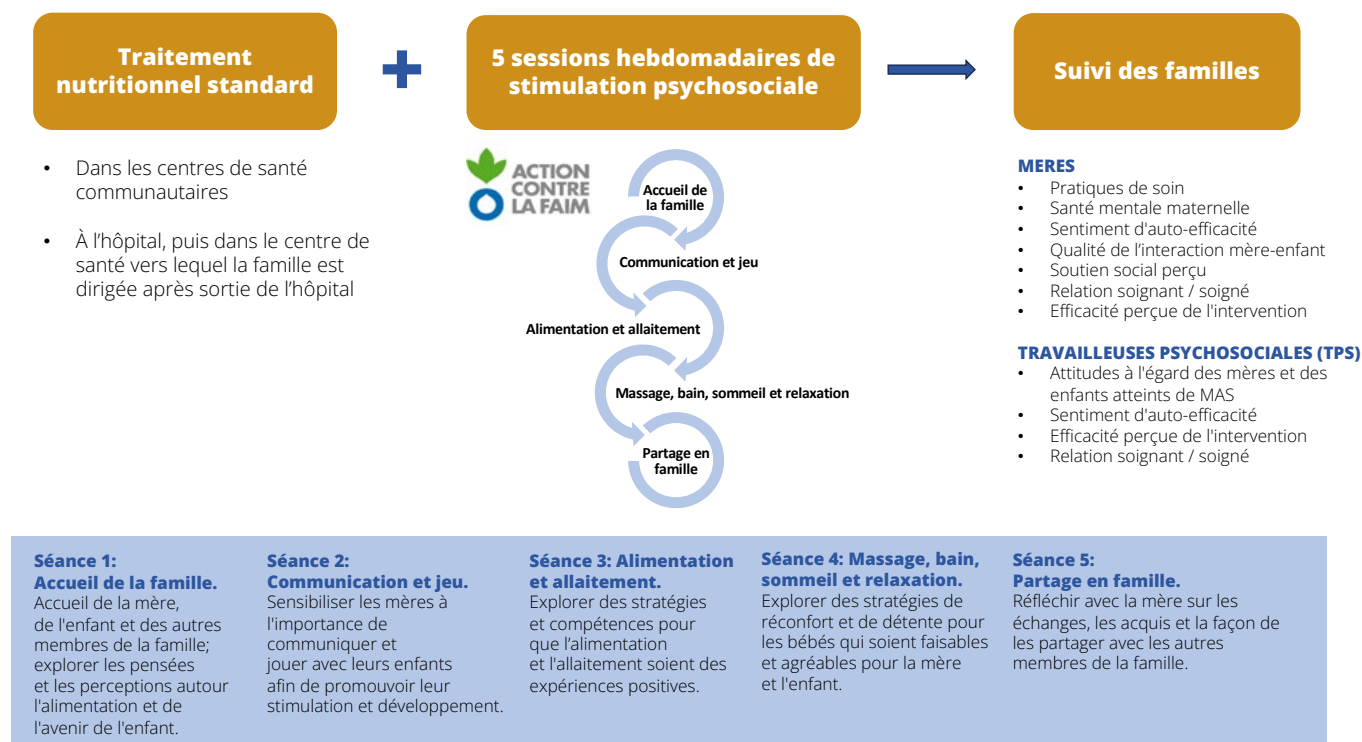 Traitement
nutritionnel standard
5 sessions hebdomadaires de
stimulation psychosociale
Suivi des familles
• Dans les centres de santé
communautaires
• À l’hôpital, puis dans le centre de
santé vers lequel la famille est
dirigée après sortie de l’hôpital
ACTION
CONTRE
LA FAIM
Accueil de
la famille
Communication et jeu
Alimentation et allaitement
Massage, bain, sommeil et relaxation
Partage en
famille
MERES
• Pratiques de soin
• Santé mentale maternelle
• Sentiment d'auto-efficacité
• Qualité de l’interaction mère-enfant
• Soutien social perçu
• Relation soignant / soigné
• Efficacité perçue de l'intervention
TRAVAILLEUSES PSYCHOSOCIALES (TPS)
• Attitudes à l'égard des mères et des
enfants atteints de MAS
• Sentiment d'auto-efficacité
• Efficacité perçue de l'intervention
• Relation soignant / soigné
Séance 1:
Accueil de la famille.
Accueil de la mère,
de l'enfant et des autres
membres de la famille;
explorer les pensées
et les perceptions autour
l'alimentation et de
l'avenir de l'enfant.
Séance 2:
Communication et jeu.
Sensibiliser les mères à
l'importance de
communiquer et
jouer avec leurs enfants
afin de promouvoir leur
stimulation et développement.
Séance 3: Alimentation
et allaitement.
Explorer des stratégies
et compétences pour
que l’alimentation
et l'allaitement soient des
expériences positives.
Séance 4: Massage, bain,
sommeil et relaxation.
Explorer des stratégies de
réconfort et de détente pour
les bébés qui soient faisables
et agréables pour la mère
et l'enfant.
Séance 5:
Partage en famille.
Réfléchir avec la mère sur les
échanges, les acquis et la façon de
les partager avec les autres
membres de la famille.